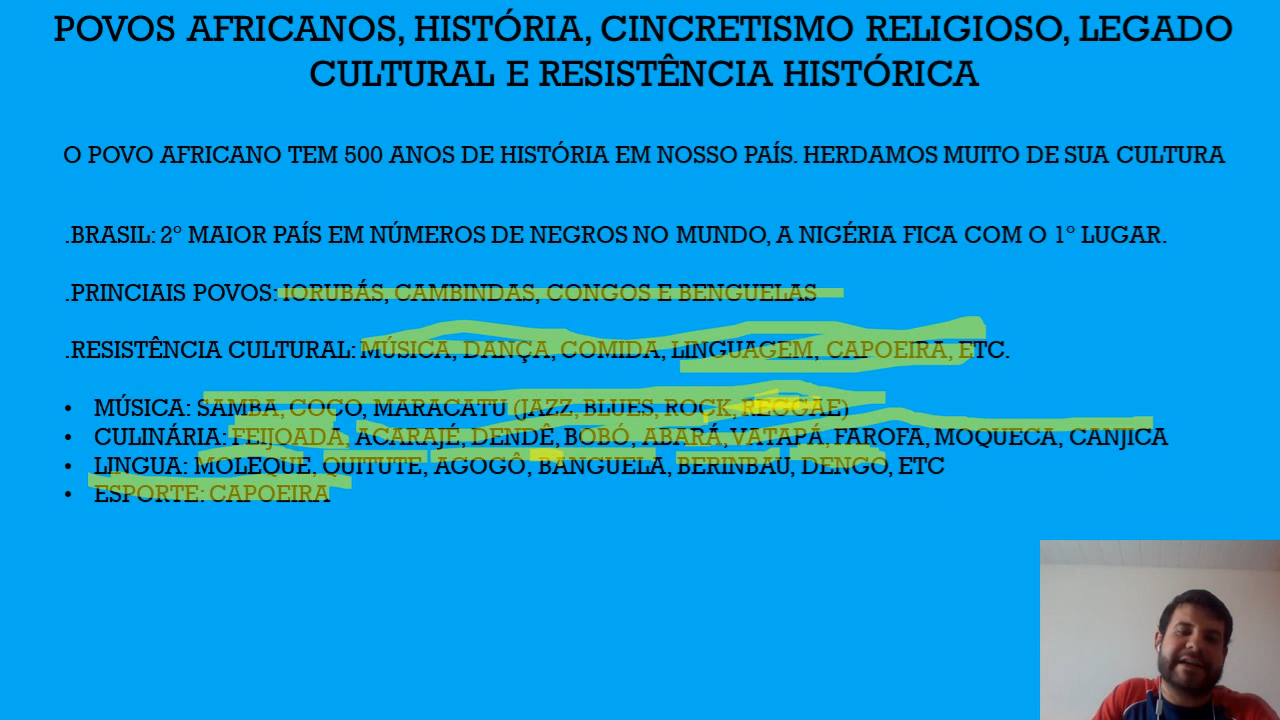 POVOS AFRICANOS, HISTÓRIA, CINCRETISMO RELIGIOSO, LEGADO
CULTURAL E RESISTÊNCIA HISTÓRICA
O POVO AFRICANO TEM 500 ANOS DE HISTÓRIA EM NOSSO PAÍS. HERDAMOS MUITO DE SUA CULTURA
.BRASIL: 2° MAIOR PAÍS EM NÚMEROS DE NEGROS NO MUNDO, A NIGÉRIA FICA COM O 1° LUGAR.
.PRINCIAIS POVOS: IORUBÁS, CAMBINDAS, CONGOS E BENGUELAS
.RESISTÊNCIA CULTURAL: MÚSICA, DANÇA, COMIDA, LINGUAGEM, CAPOEIRA, ETC.
• MÚSICA: SAMBA, COCO, MARACATU (JAZZ, BLUES, ROCK, REGGAE)
• CULINÁRIA: FEIJOADA, ACARAJÉ, DENDÊ, BOBÓ, ABARÁ, VATAPÁ, FAROFA, MOQUECA, CANJICA
• LINGUA: MOLEQUE, QUITUTE, AGOGÔ, BANGUELA, BERINBAU, DENGO, ETC
• ESPORTE: CAPOEIRA